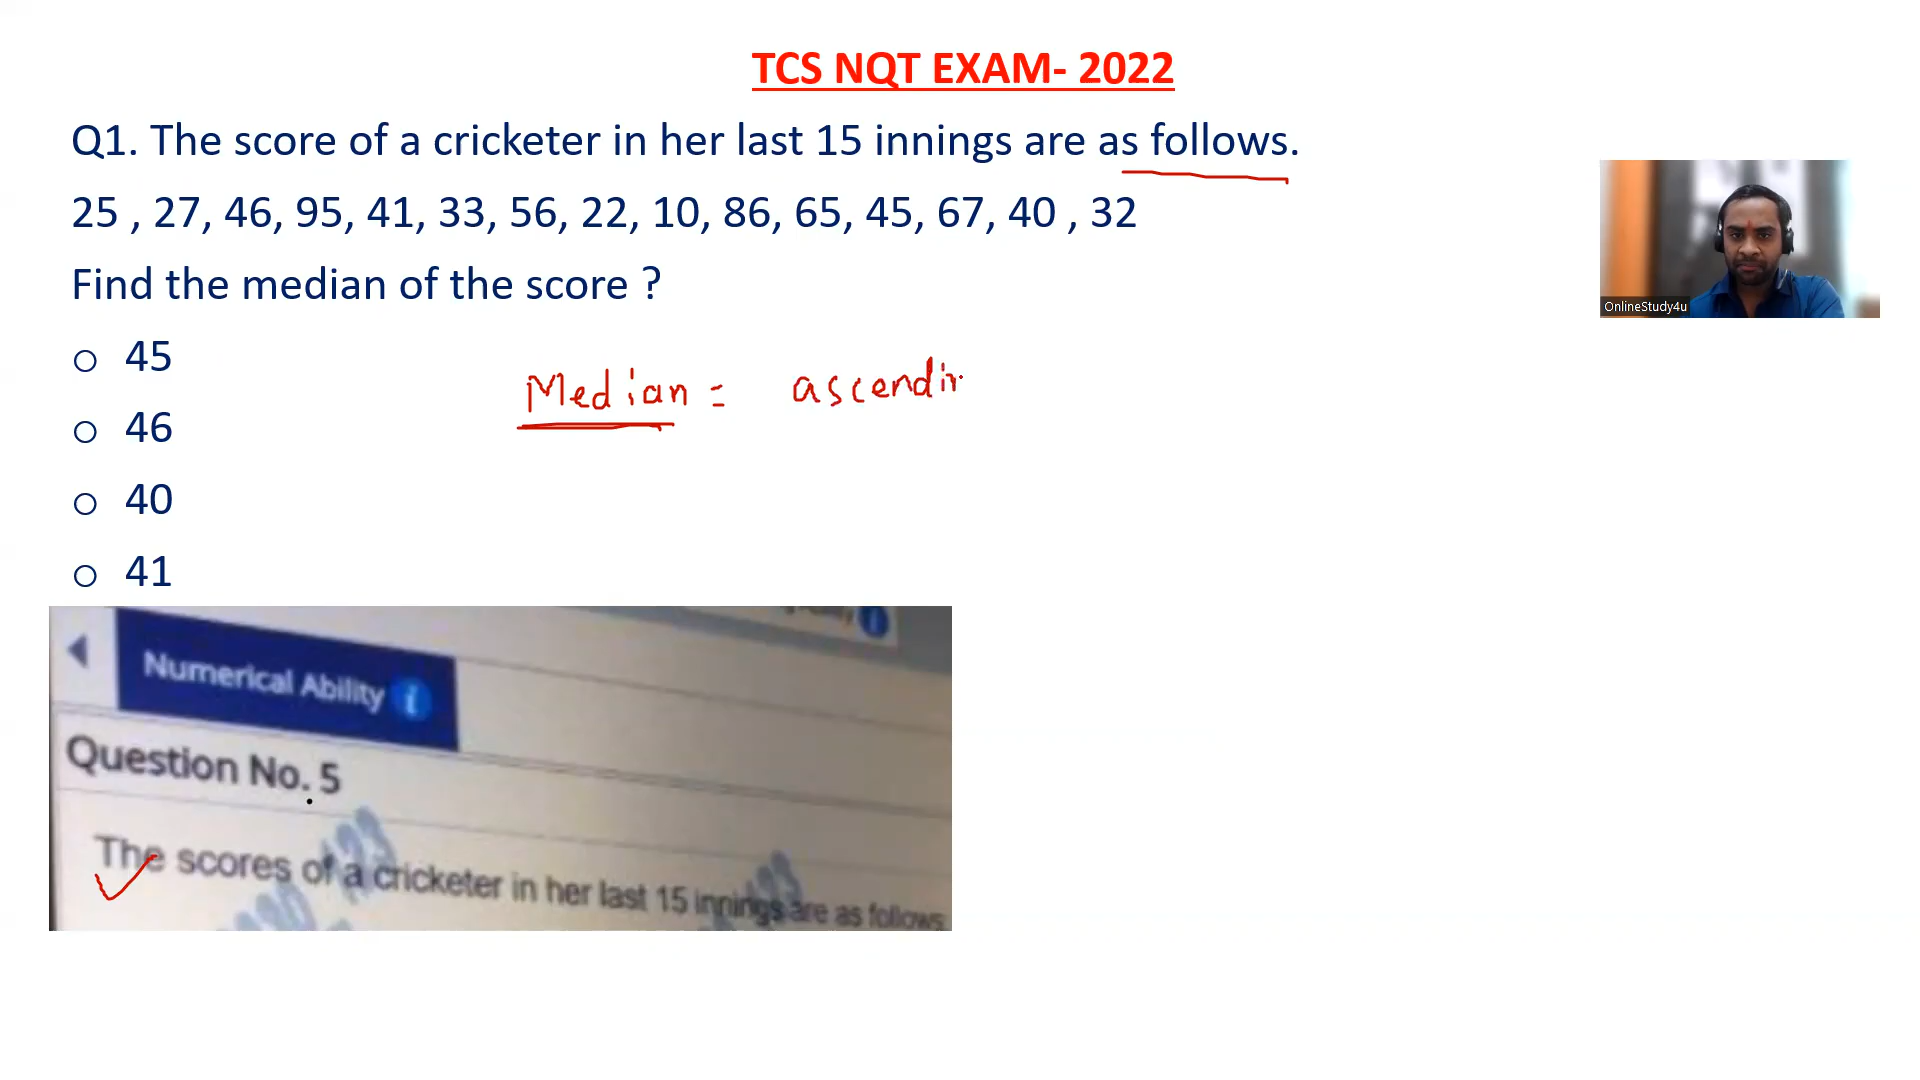 TCS NQT EXAM- 2022
Q1. The score of a cricketer in her last 15 innings are as follows.
25 , 27, 46, 95, 41, 33, 56, 22, 10, 86, 65, 45, 67, 40 , 32
Find the median of the score ?
45
46
40
41
Median = ascendin
OnlineStudy4u
Numerical Ability i
Question No. 5
The scores of a cricketer in her last 15 innings are as follows